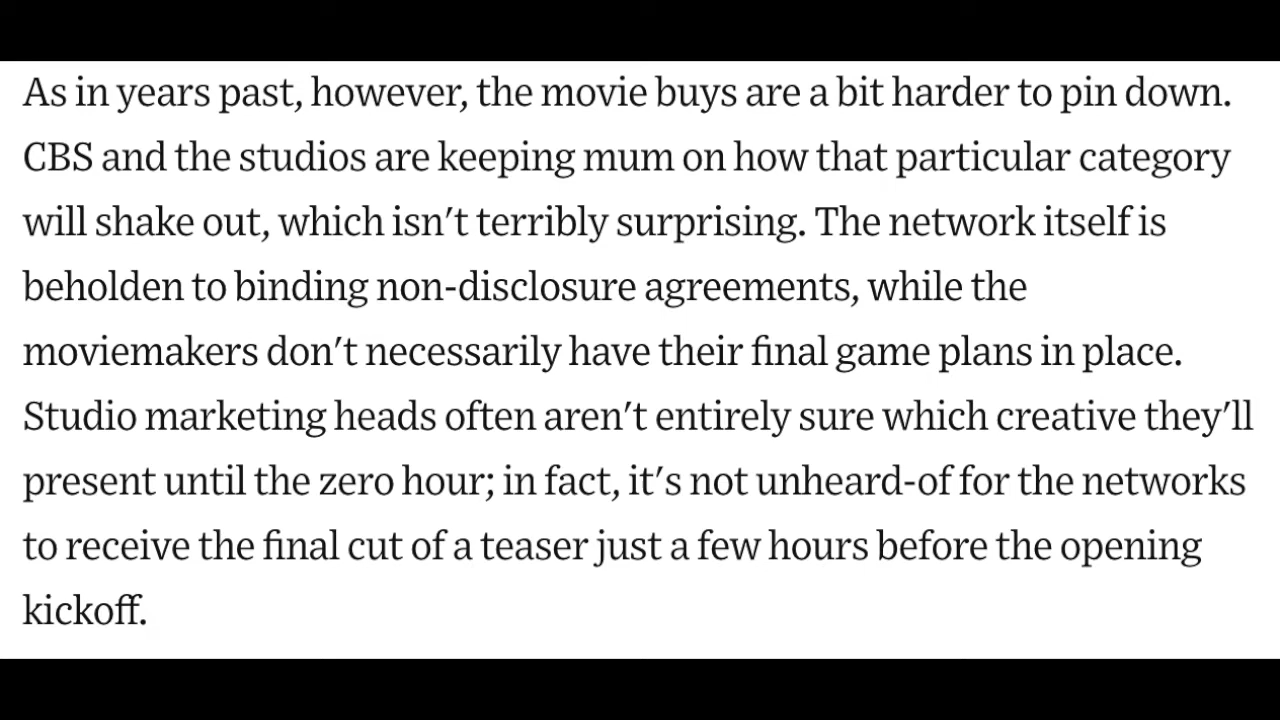 As in years past, however, the movie buys are a bit harder to pin down.
CBS and the studios are keeping mum on how that particular category
will shake out, which isn't terribly surprising. The network itself is
beholden to binding non-disclosure agreements, while the
moviemakers don't necessarily have their final game plans in place.
Studio marketing heads often aren't entirely sure which creative they'll
present until the zero hour; in fact, it's not unheard-of for the networks
to receive the final cut of a teaser just a few hours before the opening
kickoff.